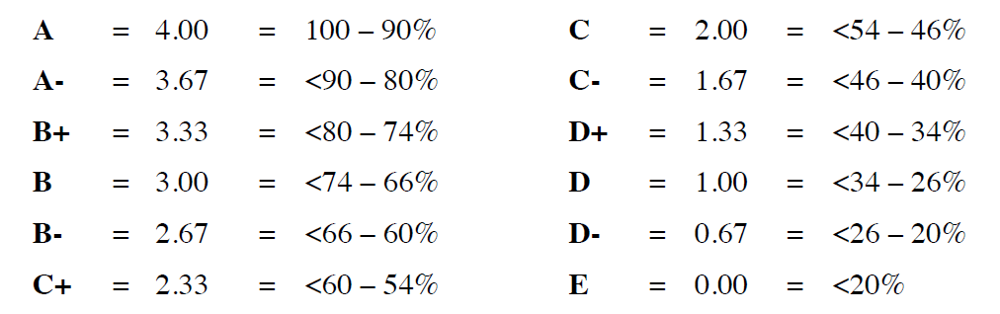 A = 4.00 = 100 – 90%
A- = 3.67 = <90 – 80%
B+ = 3.33 = <80 – 74%
B = 3.00 = <74 – 66%
B- = 2.67 = <66 – 60%
C+ = 2.33 = <60 – 54%
C = 2.00 = <54 – 46%
C- = 1.67 = <46 – 40%
D+ = 1.33 = <40 – 34%
D = 1.00 = <34 – 26%
D- = 0.67 = <26 – 20%
E = 0.00 = <20%